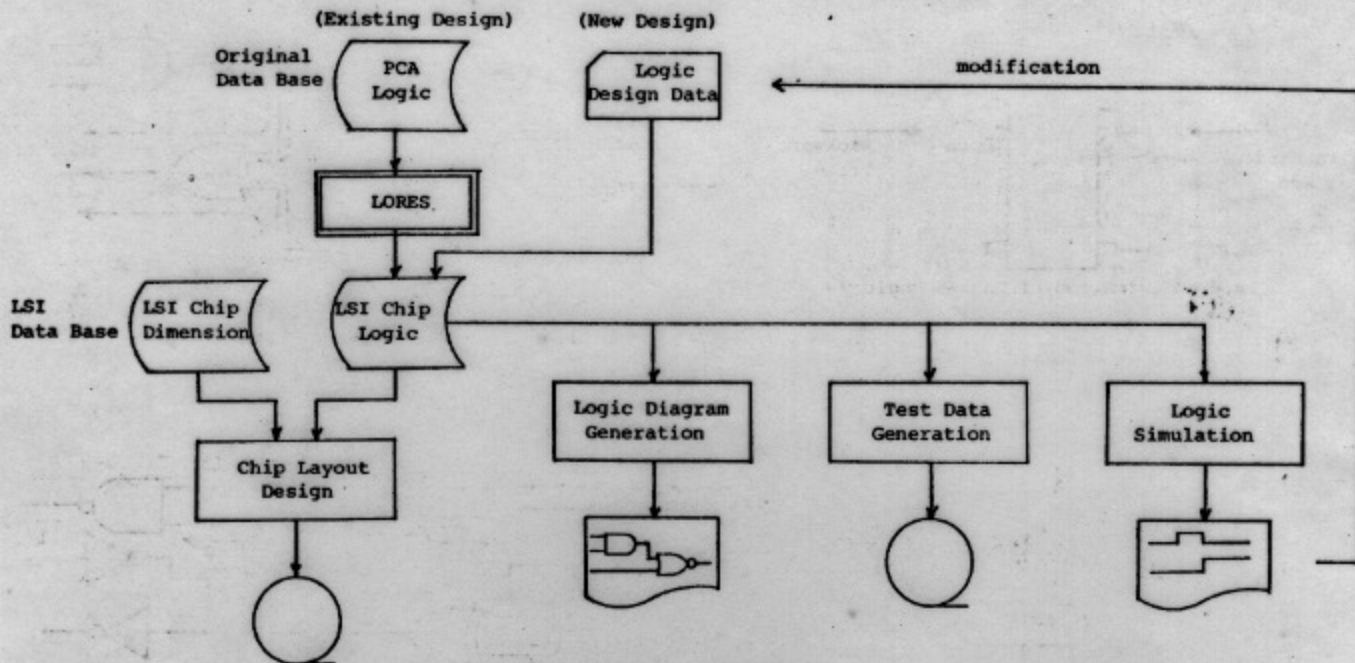 (Existing Design)
(New Design)
Original
Data Base
PCA
Logic
Logic
Design Data
modification
LORES
LSI
Data Base
LSI Chip
Dimension
LSI Chip
Logic
Logic Diagram
Generation
Test Data
Generation
Logic
Simulation
Chip Layout
Design